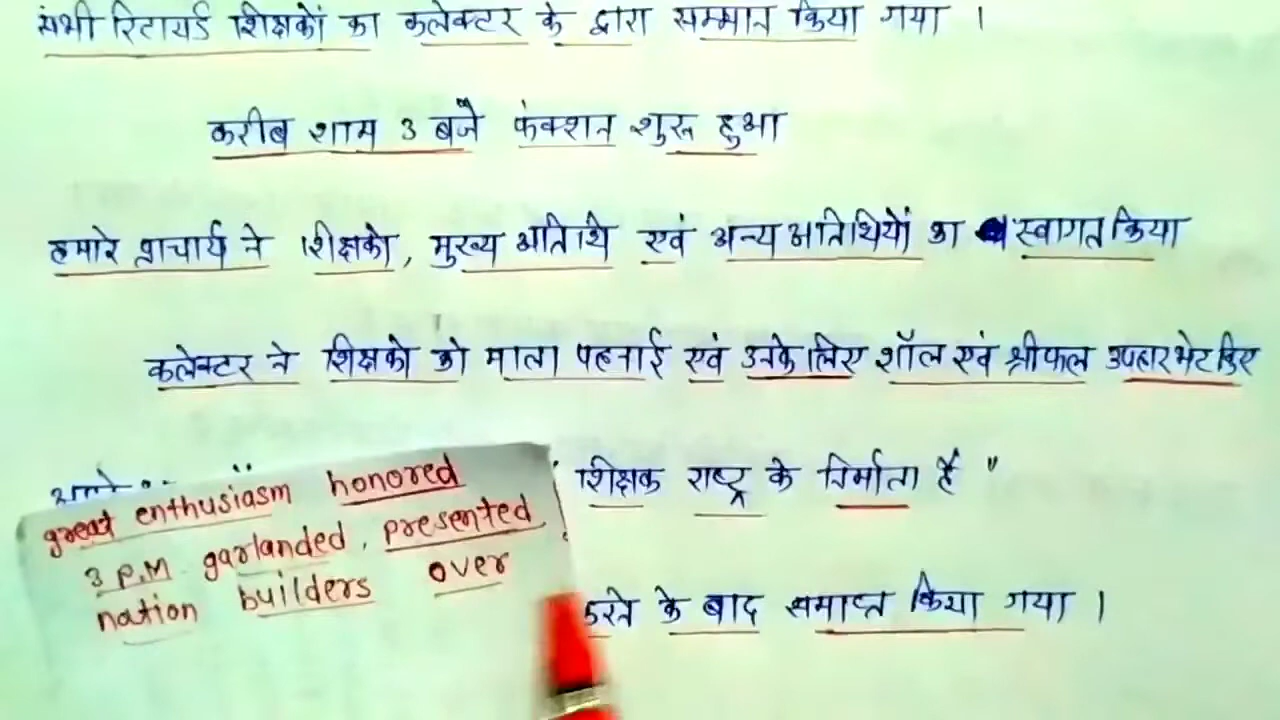 सभी रिटायर्ड शिक्षकों का कलेक्टर के द्वारा सम्मान किया गया ।
करीब शाम 3 बजे फंक्शन शुरू हुआ
हमारे प्राचार्य ने शिक्षको, मुख्य अतिथि एवं अन्य अतिथियों का स्वागत किया
कलेक्टर ने शिक्षको को माला पहनाई एवं उनके लिए शॉल एवं श्रीफल उपहार भेट किए
शिक्षक राष्ट्र के निर्माता है "
great enthusiasm honored
3 P.M garlanded, presented
nation builders over
करने के बाद समाप्त किया गया ।